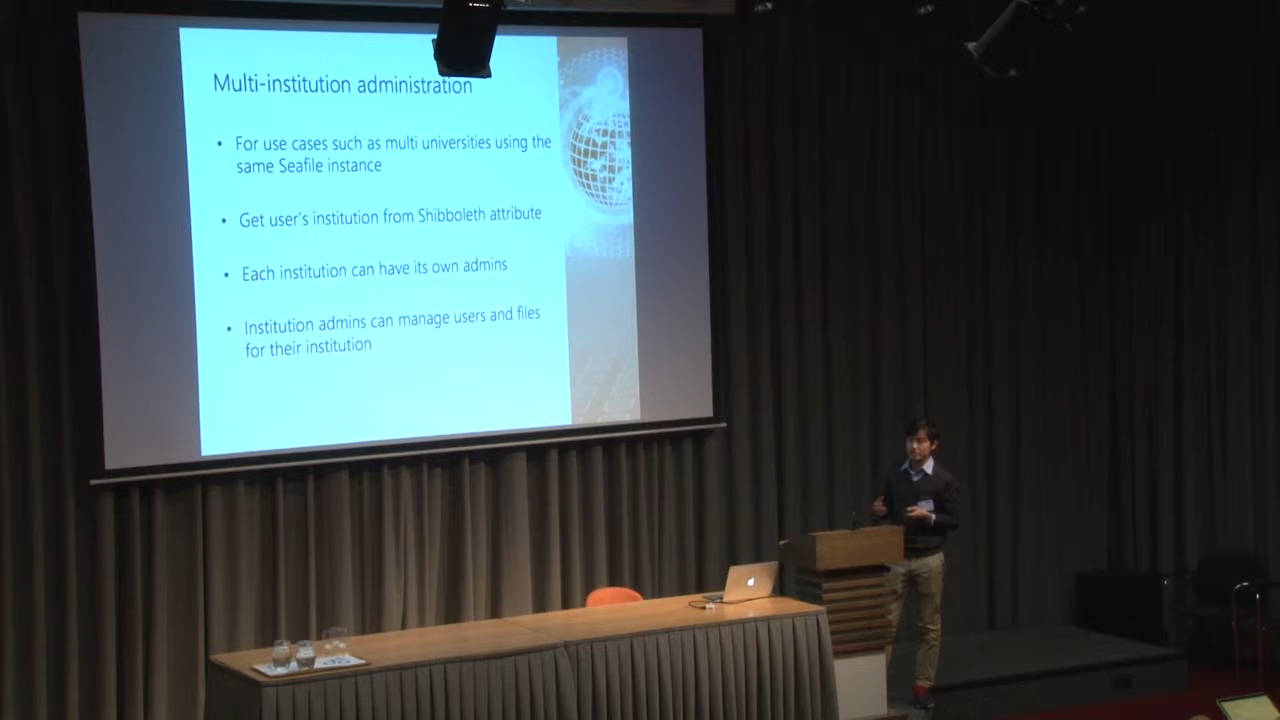 Multi-institution administration
• For use cases such as multi universities using the
same Seafile instance
• Get user's institution from Shibboleth attribute
• Each institution can have its own admins
• Institution admins can manage users and files
for their institution